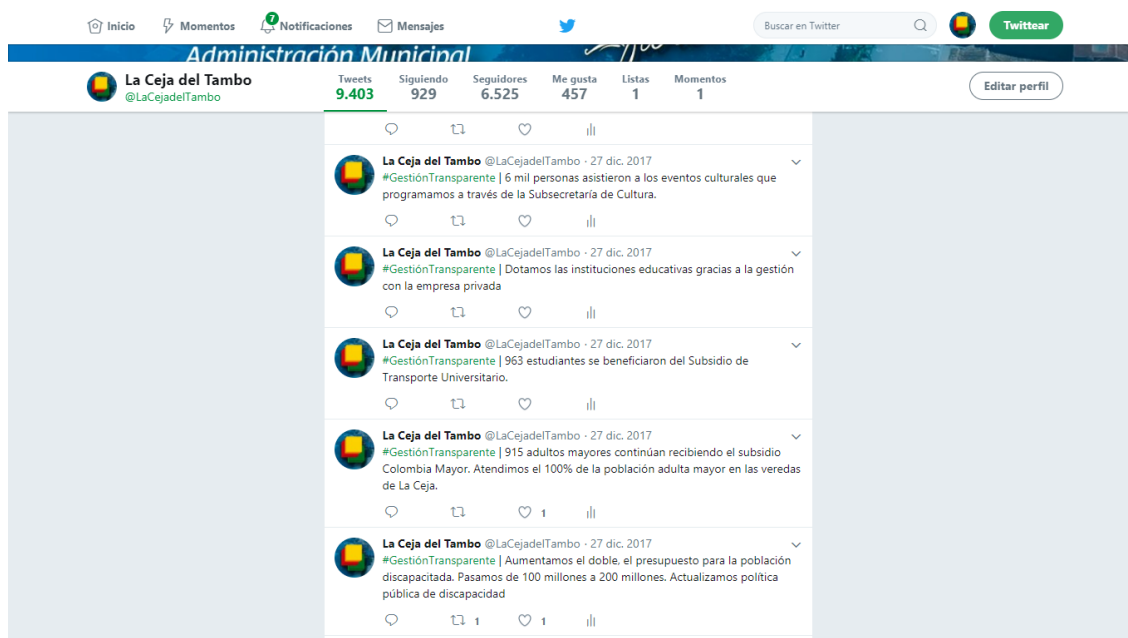 Inicio Momentos 7 Notificaciones Mensajes Buscar en Twitter Twittear
Administración Municipal
La Ceja del Tambo
@LaCejadelTambo
Tweets Siguiendo Seguidores Me gusta Listas Momentos
9.403 929 6.525 457 1 1
Editar perfil
La Ceja del Tambo @LaCejadelTambo · 27 dic. 2017
#GestiónTransparente | 6 mil personas asistieron a los eventos culturales que
programamos a través de la Subsecretaría de Cultura.
La Ceja del Tambo @LaCejadelTambo · 27 dic. 2017
#GestiónTransparente | Dotamos las instituciones educativas gracias a la gestión
con la empresa privada
La Ceja del Tambo @LaCejadelTambo · 27 dic. 2017
#GestiónTransparente | 963 estudiantes se beneficiaron del Subsidio de
Transporte Universitario.
La Ceja del Tambo @LaCejadelTambo · 27 dic. 2017
#GestiónTransparente | 915 adultos mayores continúan recibiendo el subsidio
Colombia Mayor. Atendimos el 100% de la población adulta mayor en las veredas
de La Ceja.
1
La Ceja del Tambo @LaCejadelTambo · 27 dic. 2017
#GestiónTransparente | Aumentamos el doble, el presupuesto para la población
discapacitada. Pasamos de 100 millones a 200 millones. Actualizamos política
pública de discapacidad
1 1